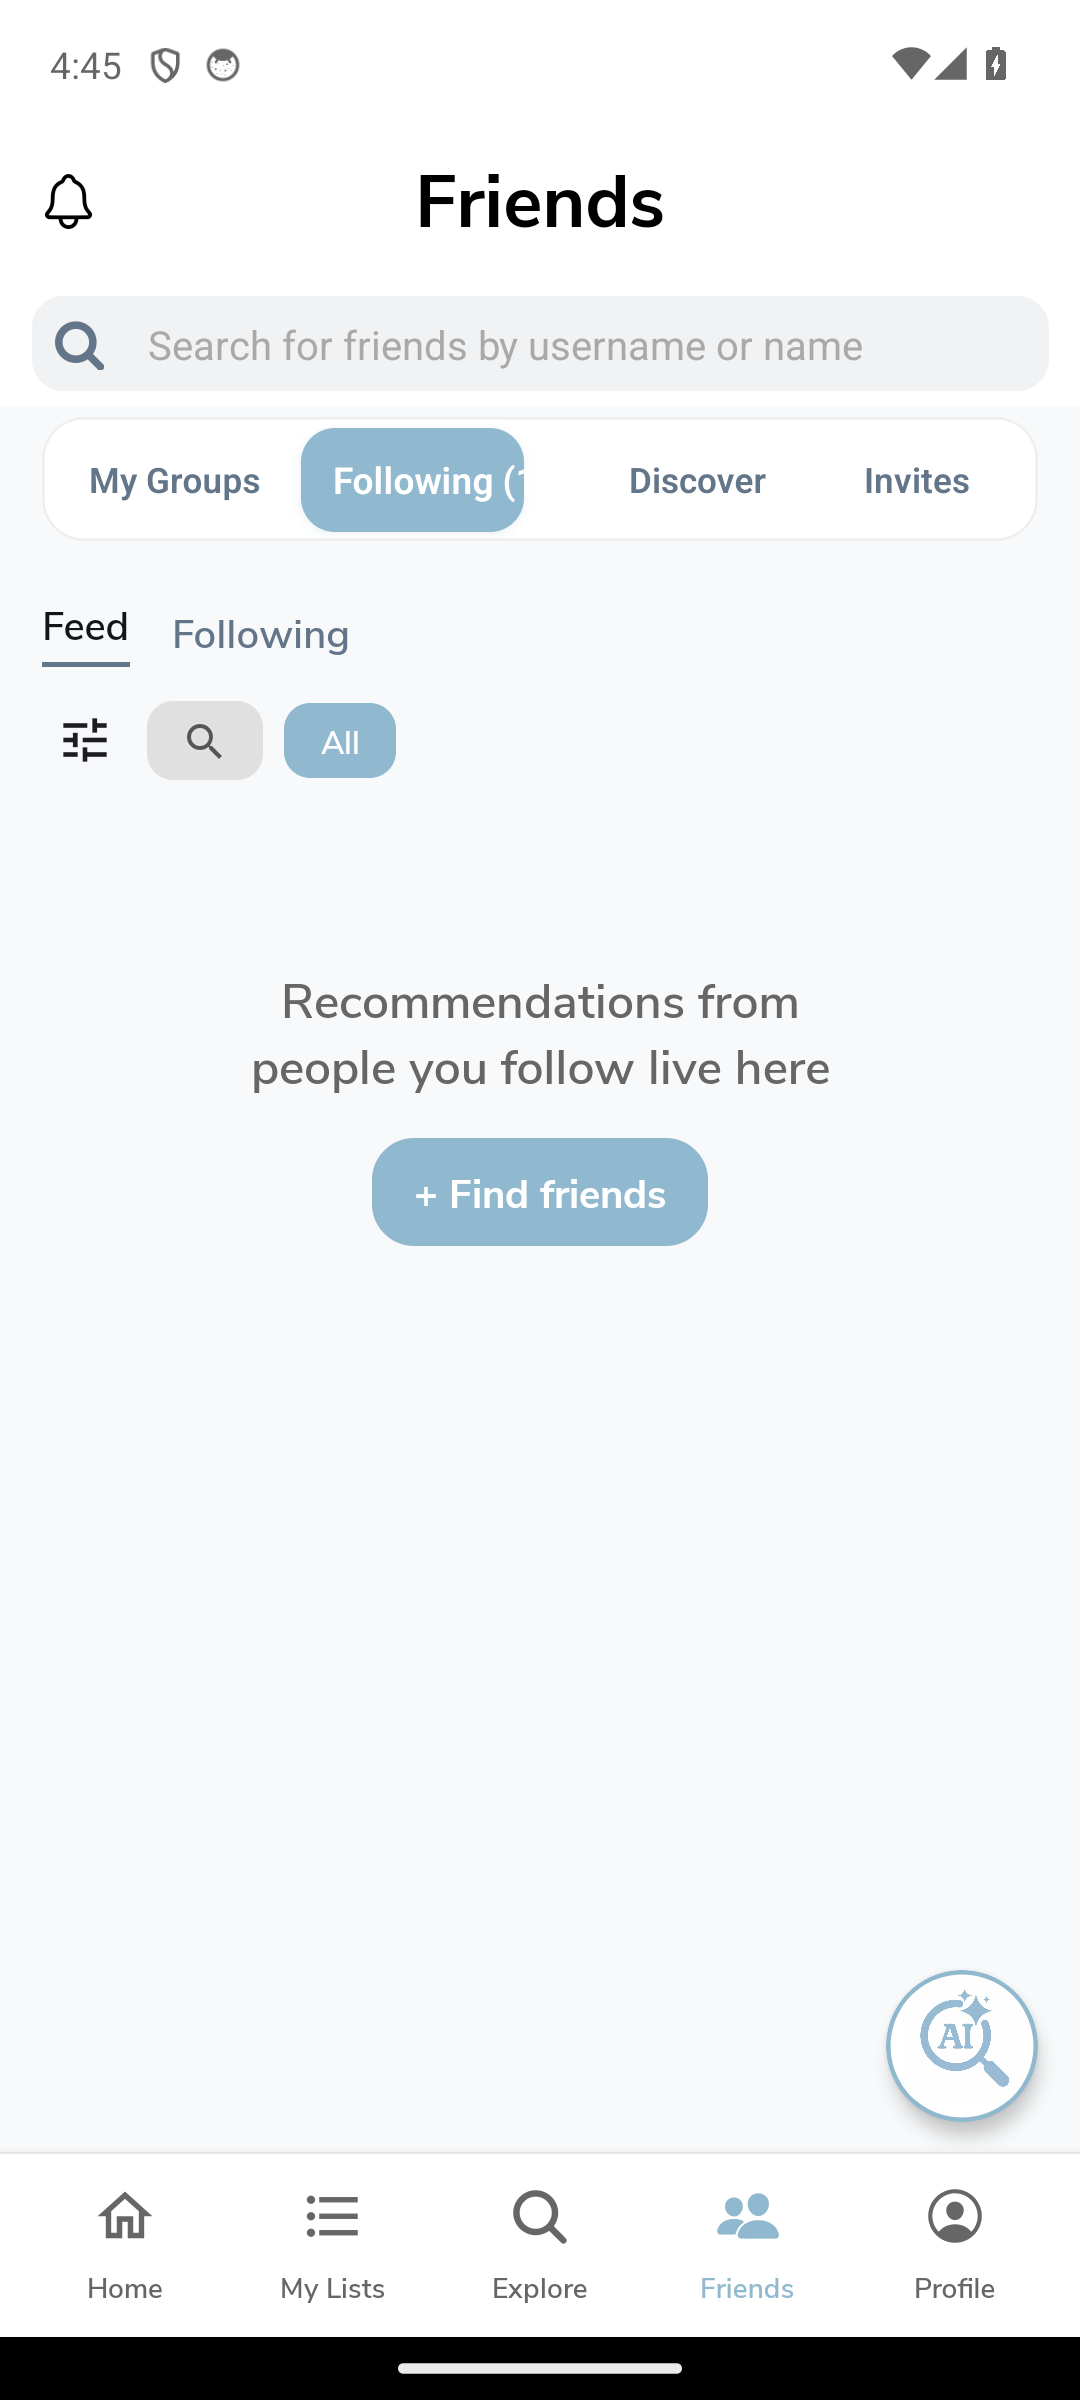 4:45
Friends
Search for friends by username or name
My Groups
Following (1
Discover
Invites
Feed
Following
All
Recommendations from
people you follow live here
+ Find friends
AI
Home
My Lists
Explore
Friends
Profile